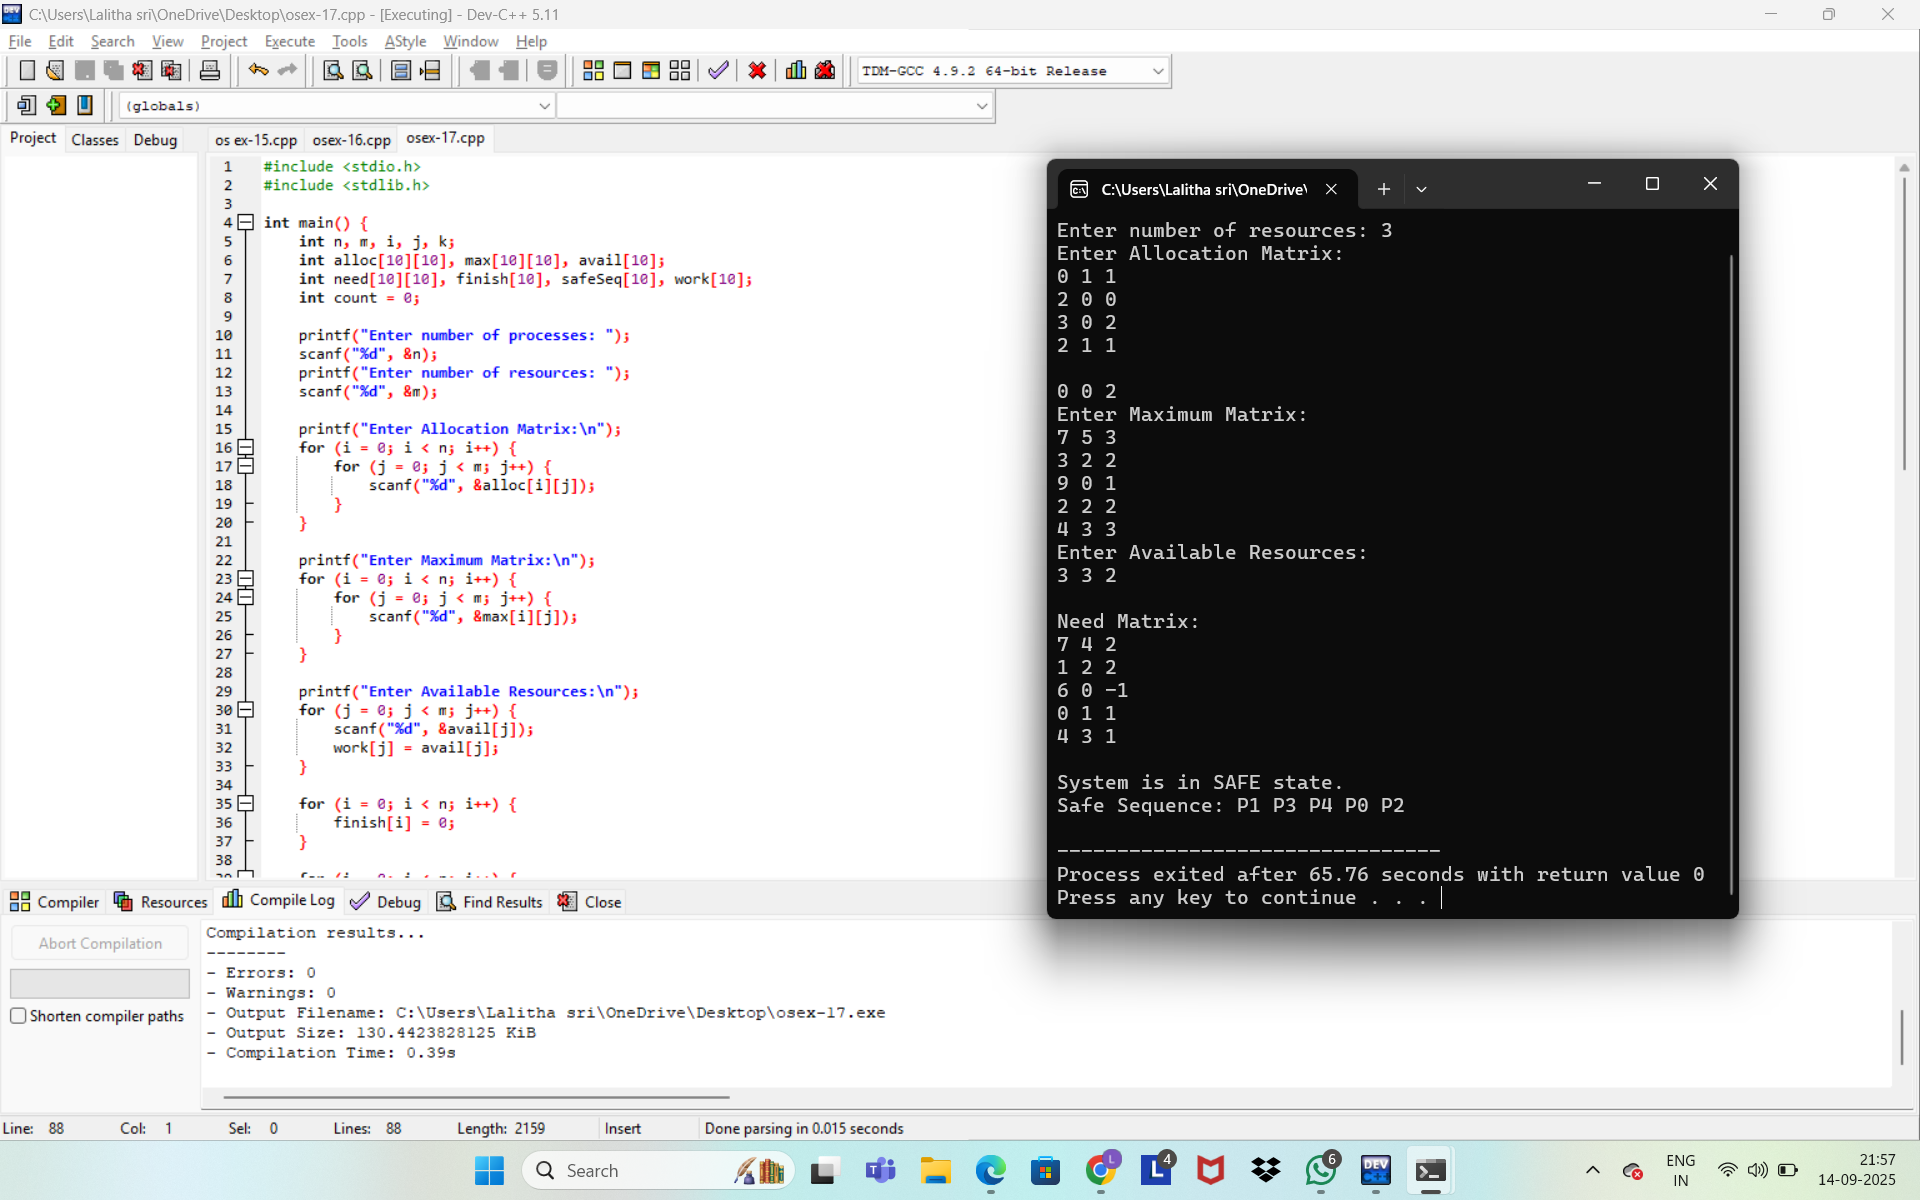 C:\Users\Lalitha sri\OneDrive\Desktop\osex-17.cpp - [Executing] - Dev-C++ 5.11
File Edit Search View Project Execute Tools AStyle Window Help
TDM-GCC 4.9.2 64-bit Release
(globals)
Project Classes Debug
os ex-15.cpp osex-16.cpp osex-17.cpp
1 #include <stdio.h>
2 #include <stdlib.h>
3
4 int main() {
5 int n, m, i, j, k;
6 int alloc[10][10], max[10][10], avail[10];
7 int need[10][10], finish[10], safeSeq[10], work[10];
8 int count = 0;
9
10 printf("Enter number of processes: ");
11 scanf("%d", &n);
12 printf("Enter number of resources: ");
13 scanf("%d", &m);
14
15 printf("Enter Allocation Matrix:\n");
16 for (i = 0; i < n; i++) {
17 for (j = 0; j < m; j++) {
18 scanf("%d", &alloc[i][j]);
19 }
20 }
21
22 printf("Enter Maximum Matrix:\n");
23 for (i = 0; i < n; i++) {
24 for (j = 0; j < m; j++) {
25 scanf("%d", &max[i][j]);
26 }
27 }
28
29 printf("Enter Available Resources:\n");
30 for (j = 0; j < m; j++) {
31 scanf("%d", &avail[j]);
32 work[j] = avail[j];
33 }
34
35 for (i = 0; i < n; i++) {
36 finish[i] = 0;
37 }
38
C:\Users\Lalitha sri\OneDrive\
Enter number of resources: 3
Enter Allocation Matrix:
0 1 1
2 0 0
3 0 2
2 1 1
0 0 2
Enter Maximum Matrix:
7 5 3
3 2 2
9 0 1
2 2 2
4 3 3
Enter Available Resources:
3 3 2
Need Matrix:
7 4 2
1 2 2
6 0 -1
0 1 1
4 3 1
System is in SAFE state.
Safe Sequence: P1 P3 P4 P0 P2
--------------------------------
Process exited after 65.76 seconds with return value 0
Press any key to continue . . .
Compiler Resources Compile Log Debug Find Results Close
Abort Compilation
Shorten compiler paths
Compilation results...
--------
- Errors: 0
- Warnings: 0
- Output Filename: C:\Users\Lalitha sri\OneDrive\Desktop\osex-17.exe
- Output Size: 130.4423828125 KiB
- Compilation Time: 0.39s
Line: 88 Col: 1 Sel: 0 Lines: 88 Length: 2159 Insert Done parsing in 0.015 seconds
Search
L
4
6
DEV
ENG
IN
21:57
14-09-2025